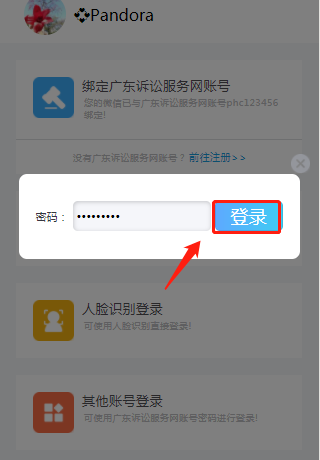 Pandora
绑定广东诉讼服务网账号
您的微信已与广东诉讼服务网账号phc123456
绑定!
没有广东诉讼服务网账号？前往注册>>
密码： •••••••••
登录
人脸识别登录
可使用人脸识别直接登录!
其他账号登录
可使用广东诉讼服务网账号密码进行登录!